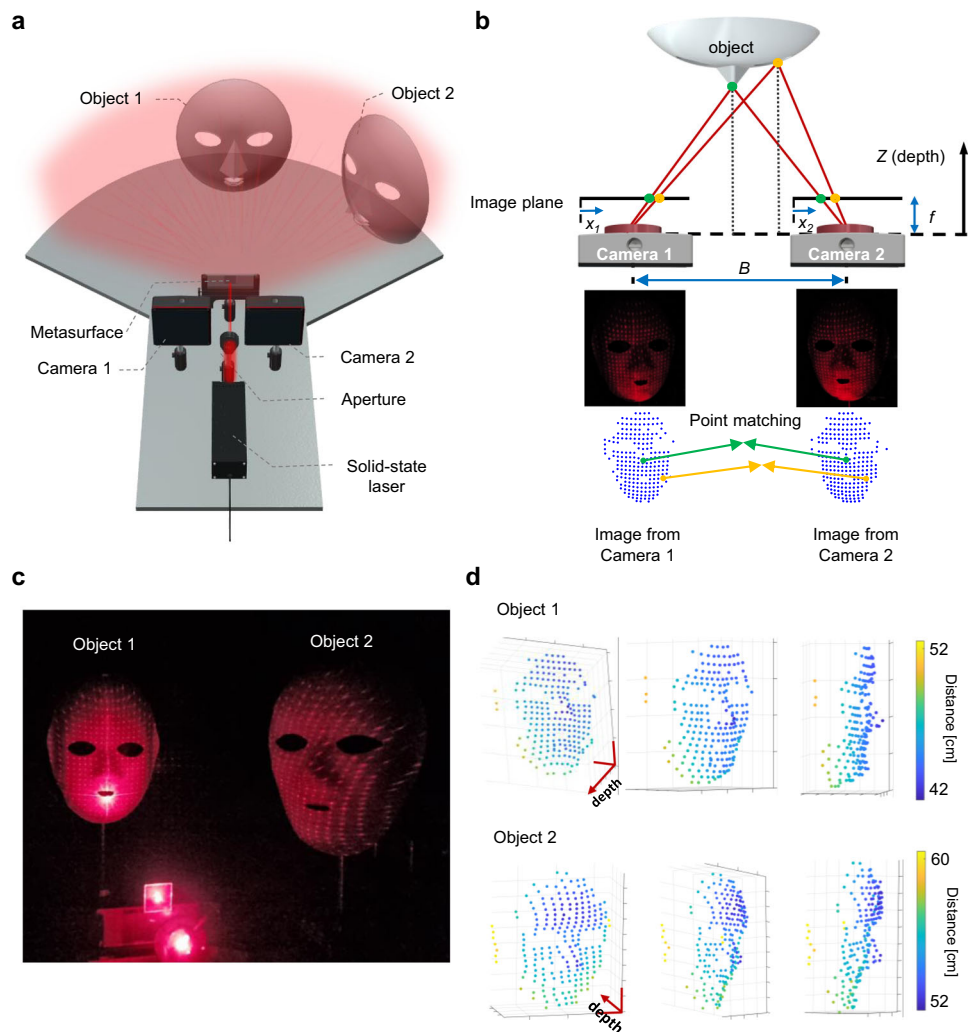 a
Object 1
Object 2
Metasurface
Camera 1
Camera 2
Aperture
Solid-state
laser
b
object
Z (depth)
Image plane
x1
x2
f
Camera 1
Camera 2
B
Point matching
Image from
Camera 1
Image from
Camera 2
c
Object 1
Object 2
d
Object 1
depth
52
Distance [cm]
42
Object 2
depth
60
Distance [cm]
52